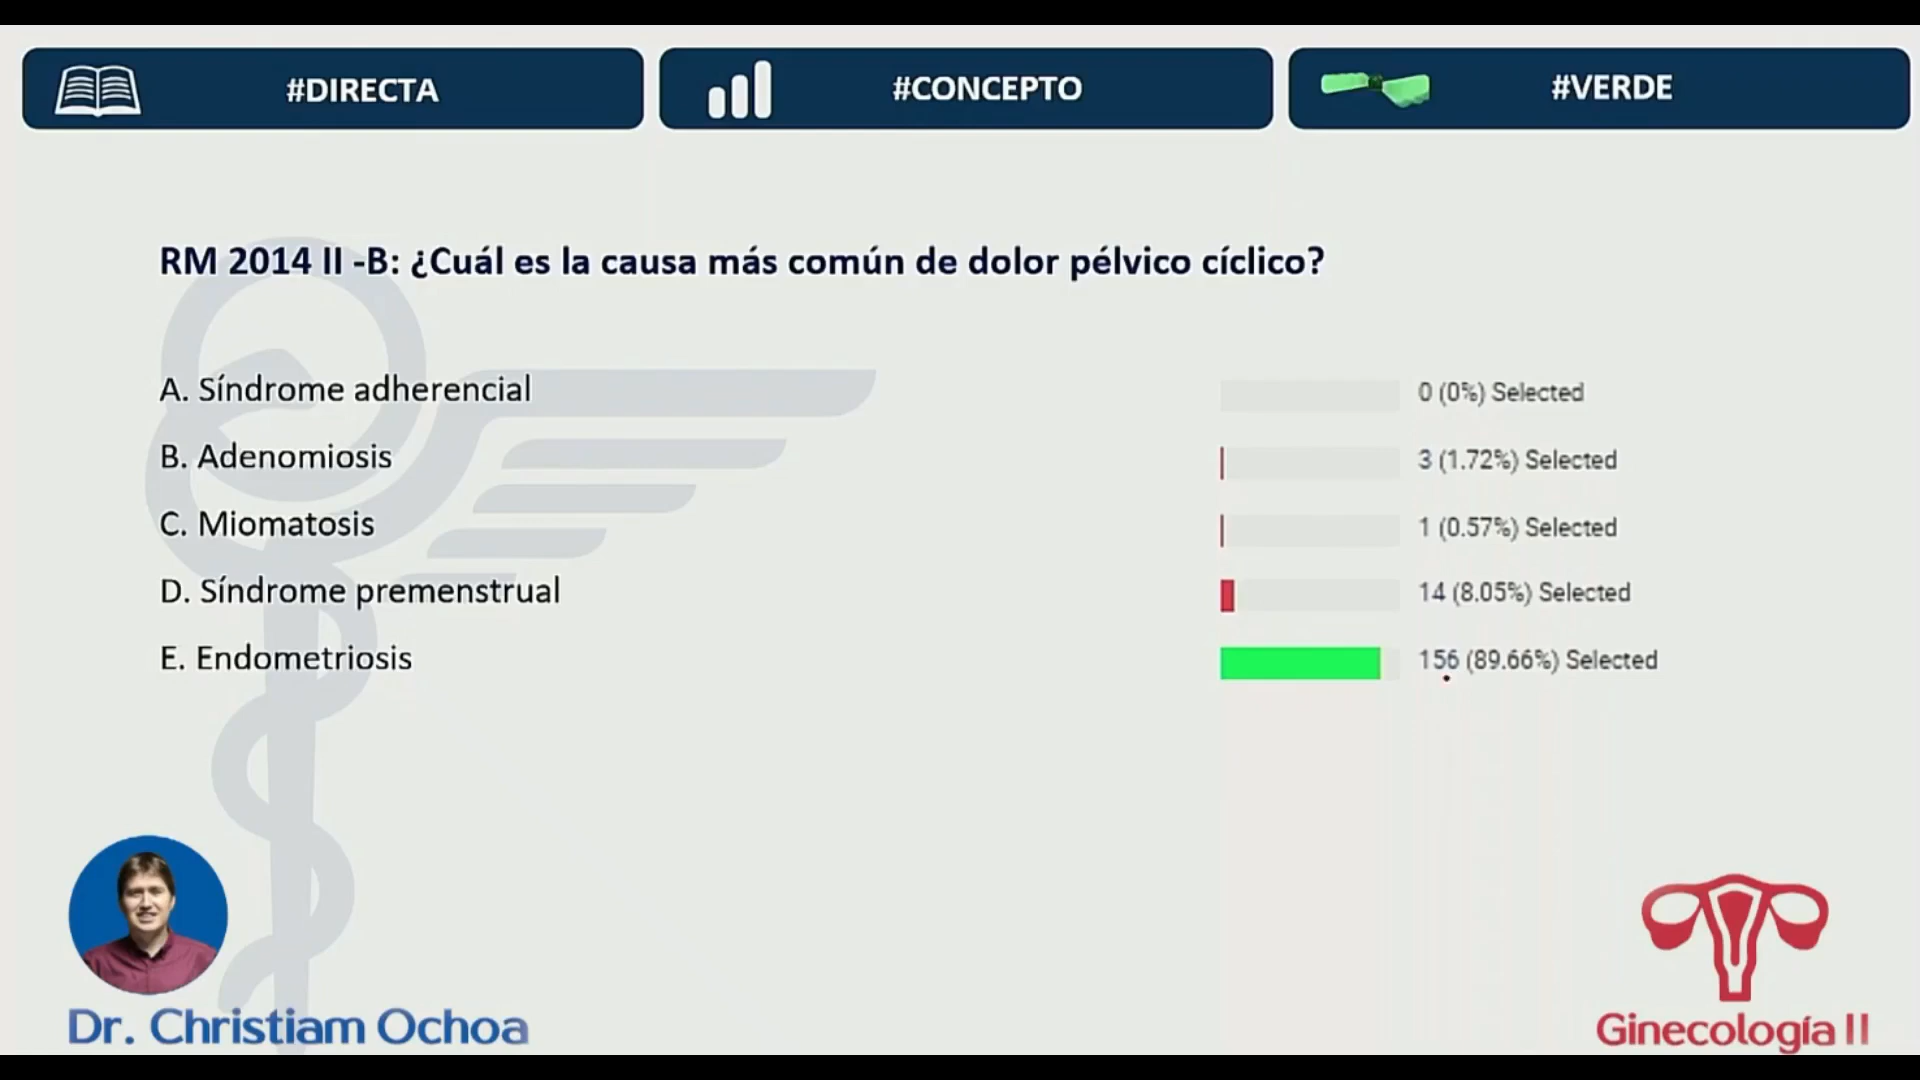 #DIRECTA
#CONCEPTO
#VERDE
RM 2014 II -B: ¿Cuál es la causa más común de dolor pélvico cíclico?
A. Síndrome adherencial
0 (0%) Selected
B. Adenomiosis
3 (1.72%) Selected
C. Miomatosis
1 (0.57%) Selected
D. Síndrome premenstrual
14 (8.05%) Selected
E. Endometriosis
156 (89.66%) Selected
Dr. Christiam Ochoa
Ginecología II